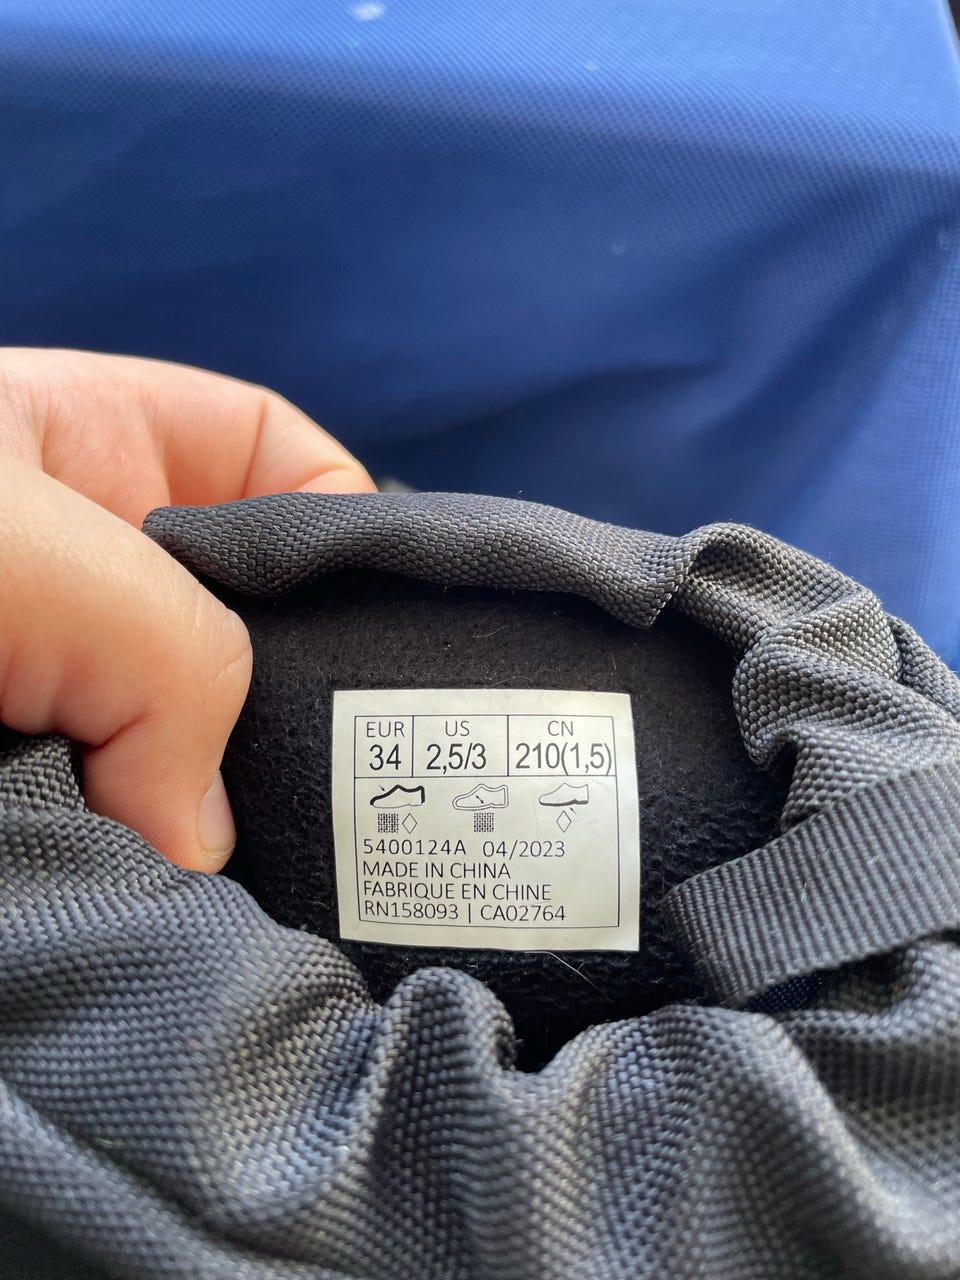 EUR US CN
34 2,5/3 210(1,5)
5400124A 04/2023
MADE IN CHINA
FABRIQUE EN CHINE
RN158093 | CA02764